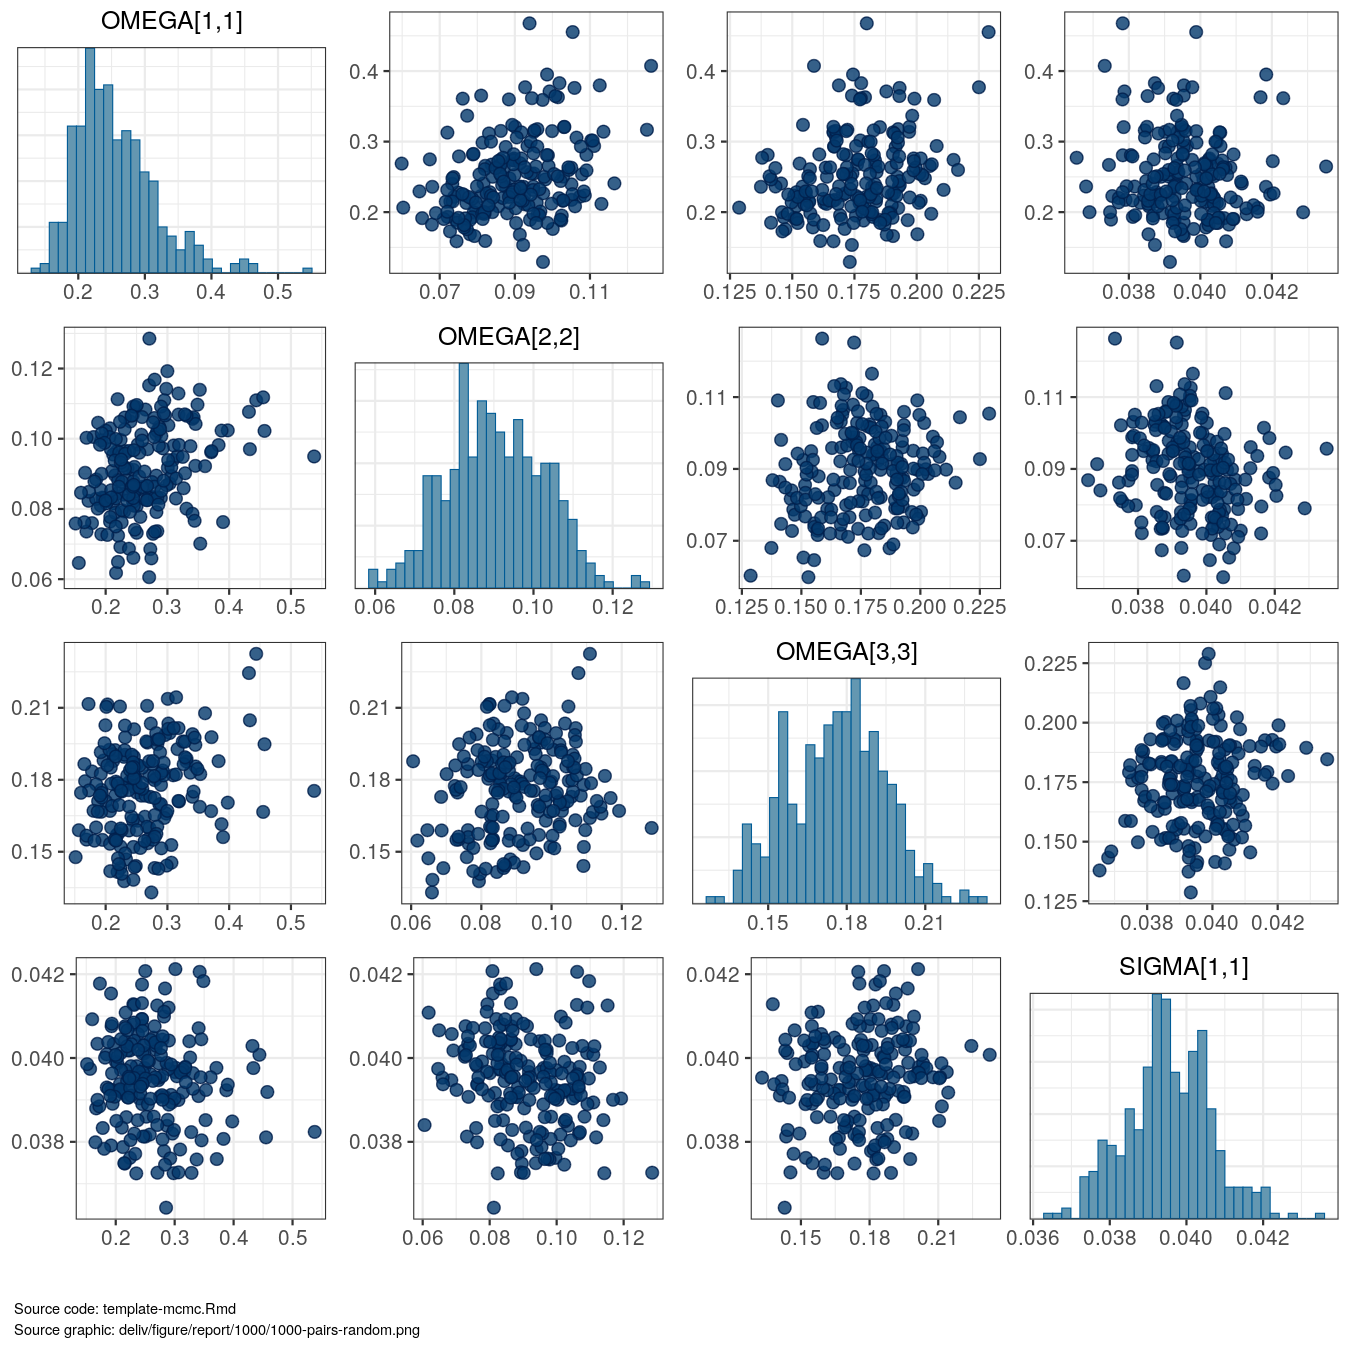 OMEGA[1,1]
0.4
0.3
0.2
0.4
0.3
0.2
0.4
0.3
0.2
0.2 0.3 0.4 0.5
0.07 0.09 0.11
0.125 0.150 0.175 0.200 0.225
0.038 0.040 0.042
OMEGA[2,2]
0.12
0.10
0.08
0.06
0.11
0.09
0.07
0.11
0.09
0.07
0.2 0.3 0.4 0.5
0.06 0.08 0.10 0.12
0.125 0.150 0.175 0.200 0.225
0.038 0.040 0.042
OMEGA[3,3]
0.21
0.18
0.15
0.21
0.18
0.15
0.225
0.200
0.175
0.150
0.125
0.2 0.3 0.4 0.5
0.06 0.08 0.10 0.12
0.15 0.18 0.21
0.038 0.040 0.042
SIGMA[1,1]
0.042
0.040
0.038
0.042
0.040
0.038
0.042
0.040
0.038
0.2 0.3 0.4 0.5
0.06 0.08 0.10 0.12
0.15 0.18 0.21
0.036 0.038 0.040 0.042
Source code: template-mcmc.Rmd
Source graphic: deliv/figure/report/1000/1000-pairs-random.png